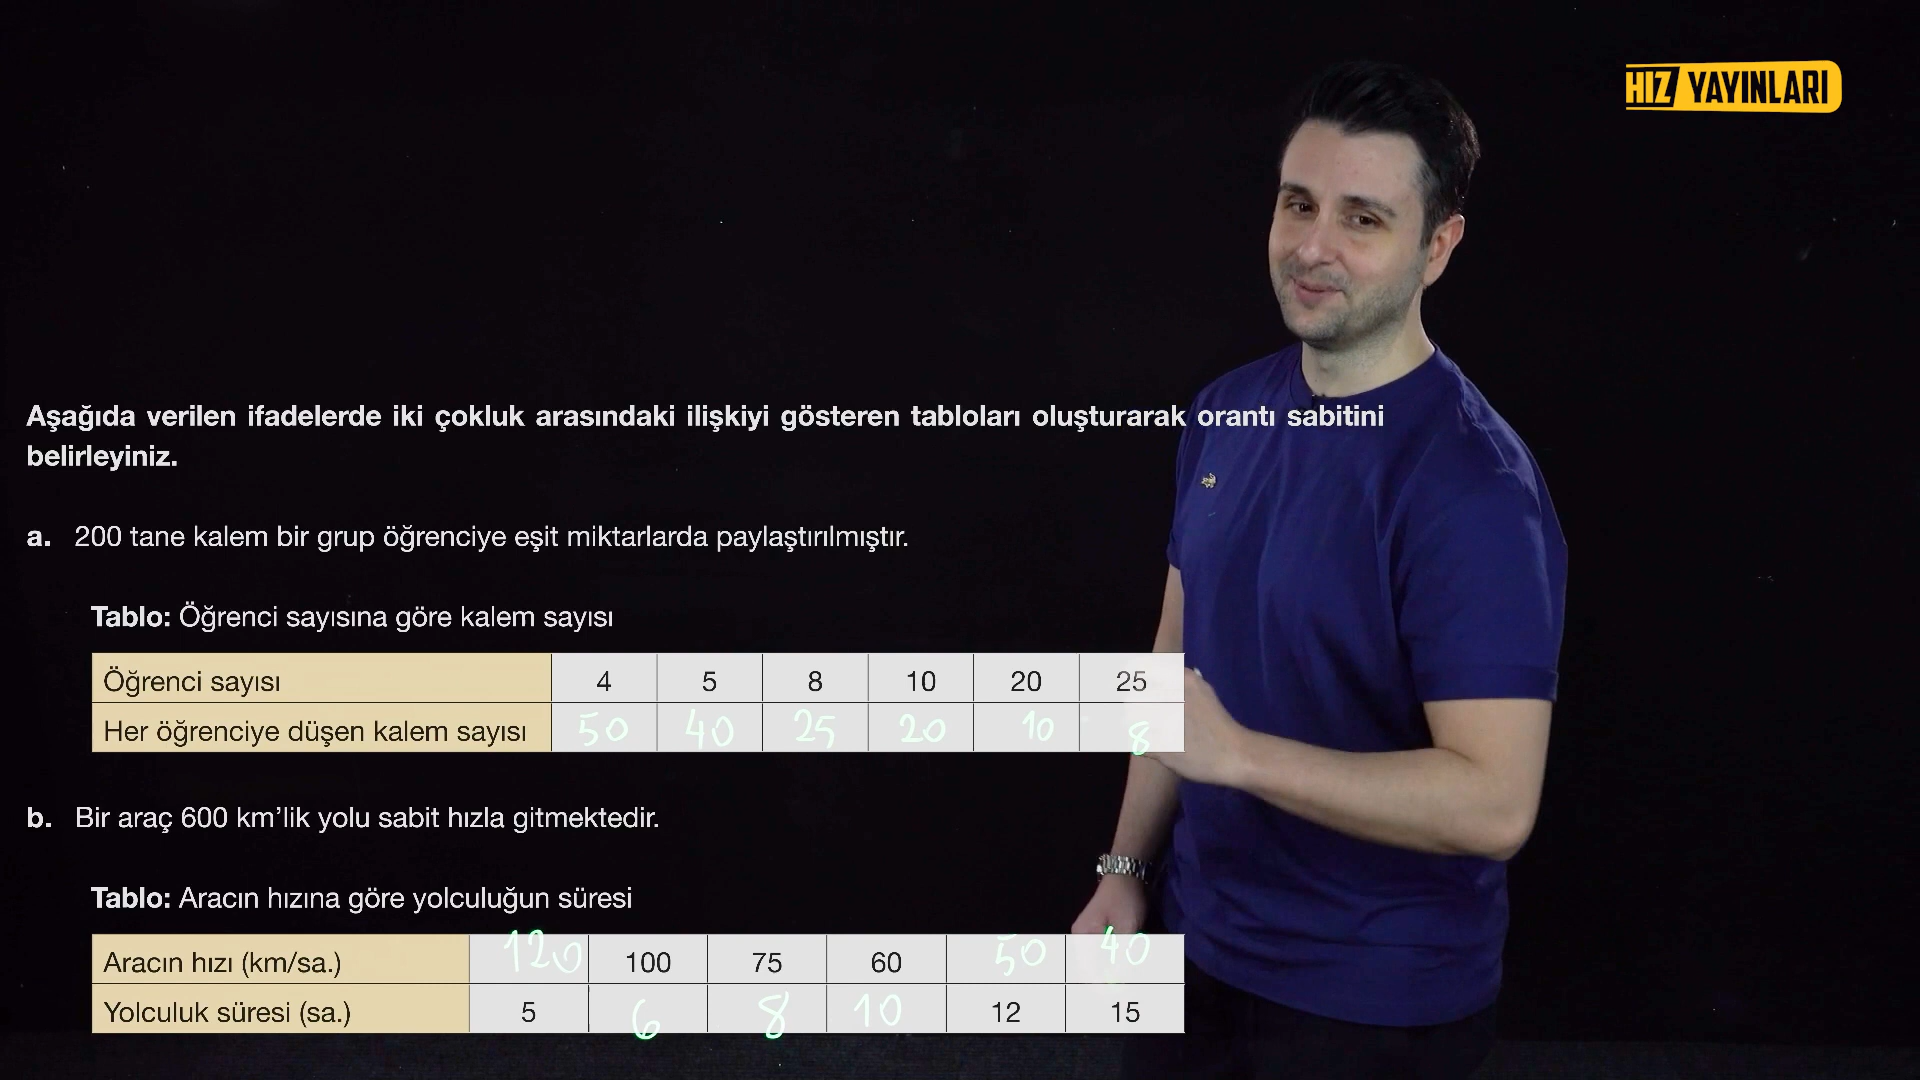 HIZ YAYINLARI
Aşağıda verilen ifadelerde iki çokluk arasındaki ilişkiyi gösteren tabloları oluşturarak orantı sabitini
belirleyiniz.
a. 200 tane kalem bir grup öğrenciye eşit miktarlarda paylaştırılmıştır.
Tablo: Öğrenci sayısına göre kalem sayısı
Öğrenci sayısı 4 5 8 10 20 25
Her öğrenciye düşen kalem sayısı 50 40 25 20 10 8
b. Bir araç 600 km’lik yolu sabit hızla gitmektedir.
Tablo: Aracın hızına göre yolculuğun süresi
Aracın hızı (km/sa.) 120 100 75 60 50 40
Yolculuk süresi (sa.) 5 6 8 10 12 15